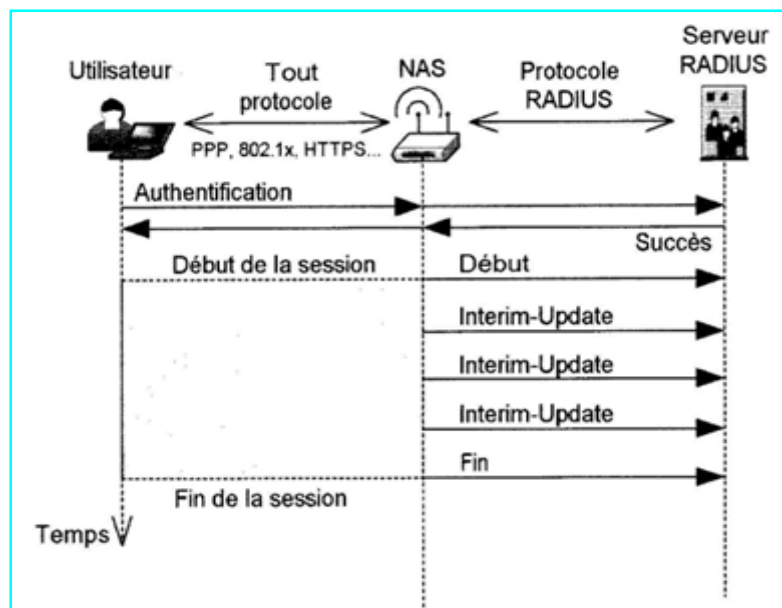 Serveur
RADIUS
Utilisateur
Tout
protocole
NAS
Protocole
RADIUS
PPP, 802.1x, HTTPS...
Authentification
Succès
Début de la session
Début
Interim-Update
Interim-Update
Interim-Update
Fin
Fin de la session
Temps